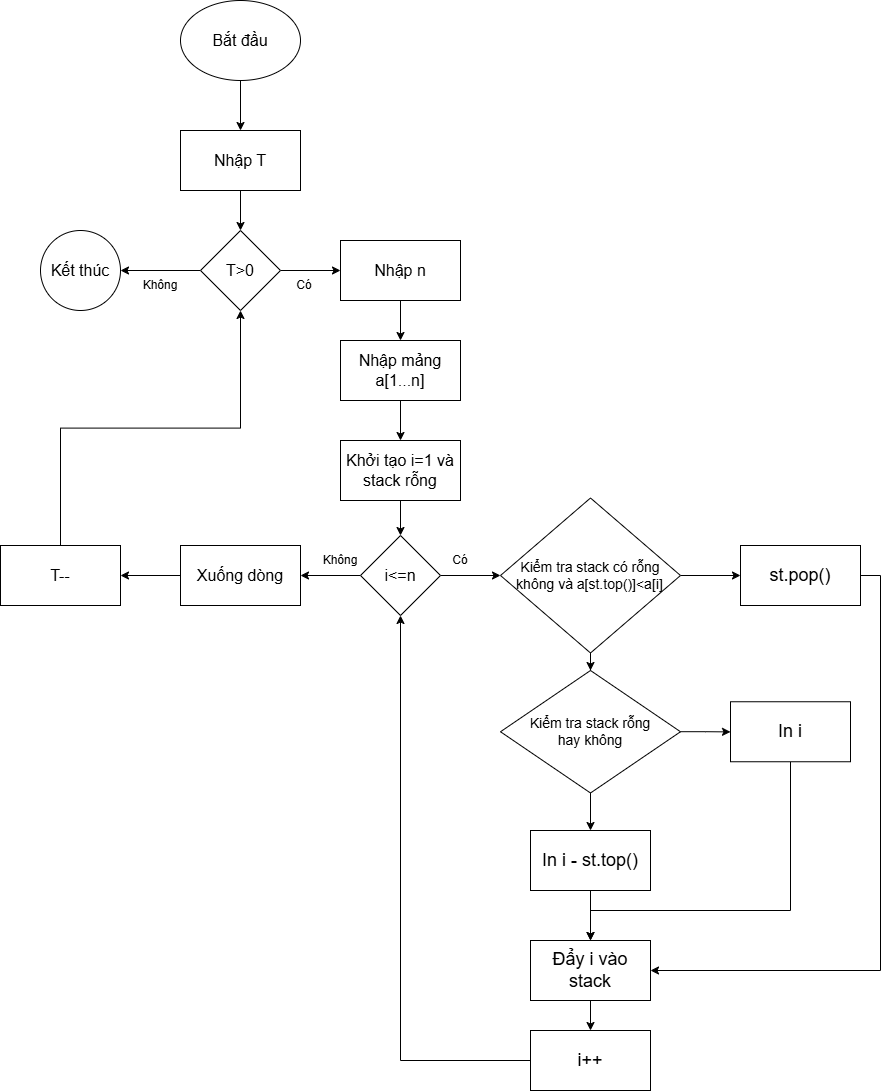 Bắt đầu
Nhập T
Kết thúc
T>0
Nhập n
Không
Có
Nhập mảng
a[1...n]
Khởi tạo i=1 và
stack rỗng
T--
Xuống dòng
Không
i<=n
Có
Kiểm tra stack có rỗng
không và a[st.top()]<a[i]
st.pop()
Kiểm tra stack rỗng
hay không
In i
In i - st.top()
Đẩy i vào
stack
i++